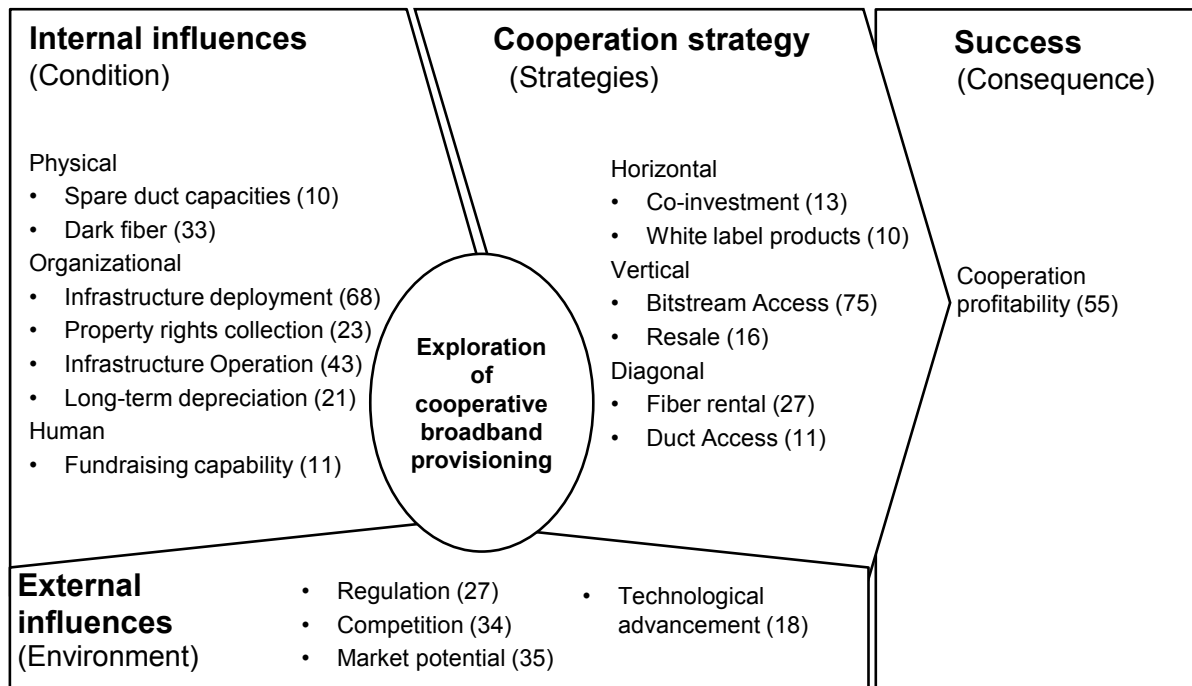 Internal influences
(Condition)
Physical
• Spare duct capacities (10)
• Dark fiber (33)
Organizational
• Infrastructure deployment (68)
• Property rights collection (23)
• Infrastructure Operation (43)
• Long-term depreciation (21)
Human
• Fundraising capability (11)
Exploration
of
cooperative
broadband
provisioning
Cooperation strategy
(Strategies)
Horizontal
• Co-investment (13)
• White label products (10)
Vertical
• Bitstream Access (75)
• Resale (16)
Diagonal
• Fiber rental (27)
• Duct Access (11)
Success
(Consequence)
Cooperation
profitability (55)
External
influences
(Environment)
• Regulation (27)
• Competition (34)
• Market potential (35)
• Technological
advancement (18)